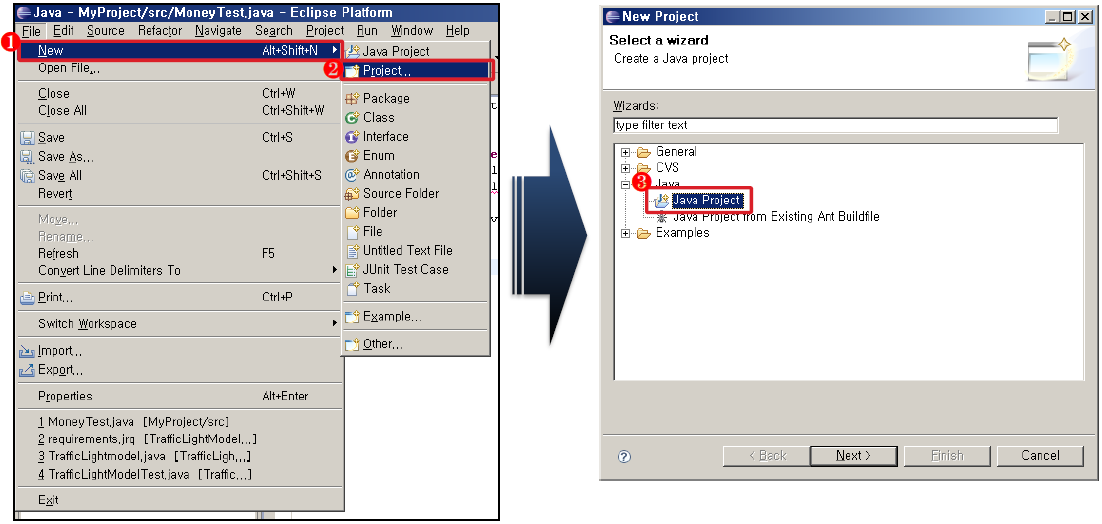 Java - MyProject/src/MoneyTest.java - Eclipse Platform
File Edit Source Refactor Navigate Search Project Run Window Help
1
New Alt+Shift+N
Open File...
Close Ctrl+W
Close All Ctrl+Shift+W
Save Ctrl+S
Save As...
Save All Ctrl+Shift+S
Revert
Move...
Rename...
Refresh F5
Convert Line Delimiters To
Print... Ctrl+P
Switch Workspace
Import...
Export...
Properties Alt+Enter
1 MoneyTest.java [MyProject/src]
2 requirements.jrq [TrafficLightModel...]
3 TrafficLightmodel.java [TrafficLigh...]
4 TrafficLightModelTest.java [Traffic...]
Exit
Java Project
2
Project...
Package
Class
Interface
Enum
Annotation
Source Folder
Folder
File
Untitled Text File
JUnit Test Case
Task
Example...
Other...
New Project
Select a wizard
Create a Java project
Wizards:
type filter text
General
CVS
Java
3
Java Project
Java Project from Existing Ant Buildfile
Examples
? < Back Next > Finish Cancel